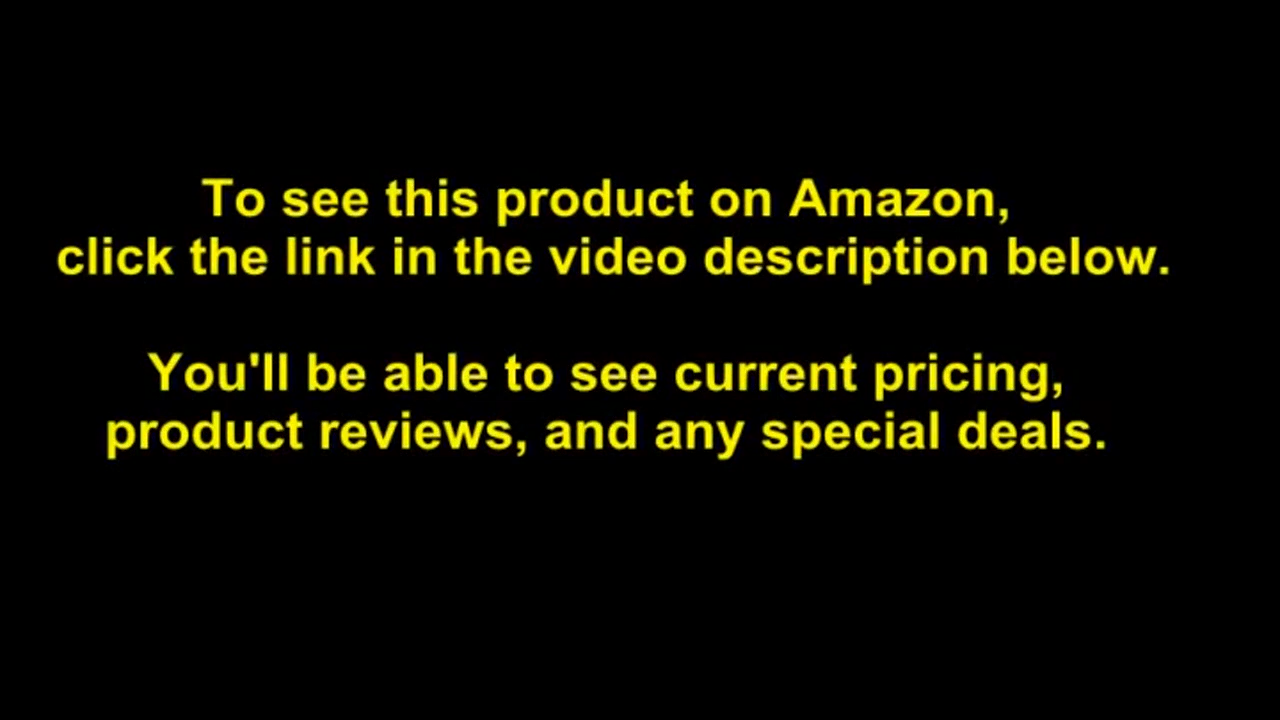 To see this product on Amazon,
click the link in the video description below.
You'll be able to see current pricing,
product reviews, and any special deals.